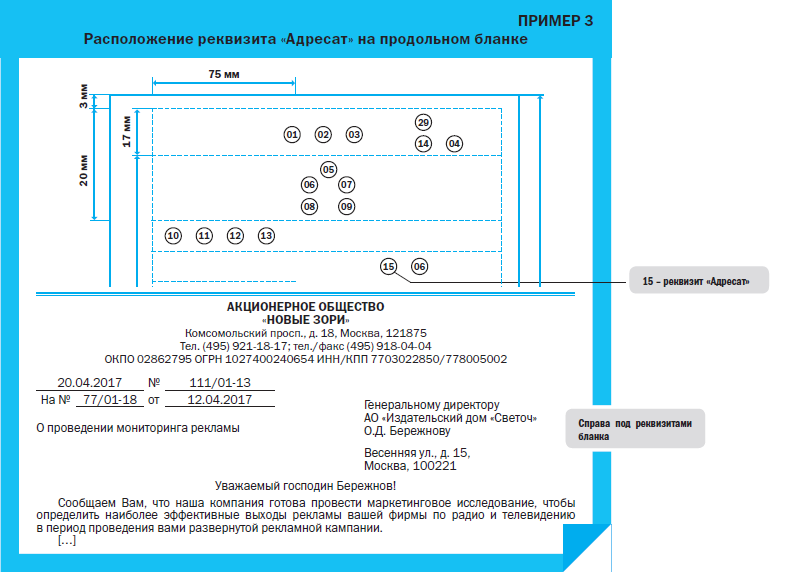 ПРИМЕР 3
Расположение реквизита «Адресат» на продольном бланке
75 мм
3 мм
17 мм
20 мм
29
01 02 03 14 04
05
06 07
08 09
10 11 12 13
15 06
15 – реквизит «Адресат»
АКЦИОНЕРНОЕ ОБЩЕСТВО
«НОВЫЕ ЗОРИ»
Комсомольский просп., д. 18, Москва, 121875
Тел. (495) 921-18-17; тел./факс (495) 918-04-04
ОКПО 02862795 ОГРН 1027400240654 ИНН/КПП 7703022850/778005002
20.04.2017 № 111/01-13
На № 77/01-18 от 12.04.2017
О проведении мониторинга рекламы
Генеральному директору
АО «Издательский дом «Светоч»
О.Д. Бережнову
Весенняя ул., д. 15,
Москва, 100221
Справа под реквизитами
бланка
Уважаемый господин Бережнов!
Сообщаем Вам, что наша компания готова провести маркетинговое исследование, чтобы
определить наиболее эффективные выходы рекламы вашей фирмы по радио и телевидению
в период проведения вами развернутой рекламной кампании.
[…]